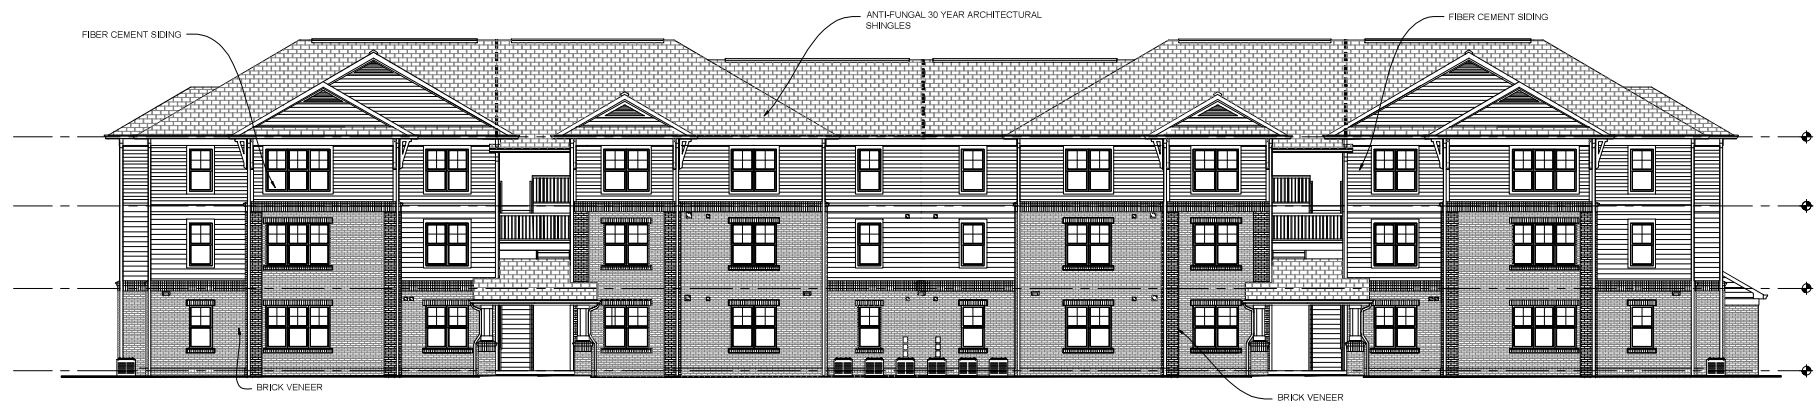 ANTI-FUNGAL 30 YEAR ARCHITECTURAL
SHINGLES
FIBER CEMENT SIDING
FIBER CEMENT SIDING
BRICK VENEER
BRICK VENEER